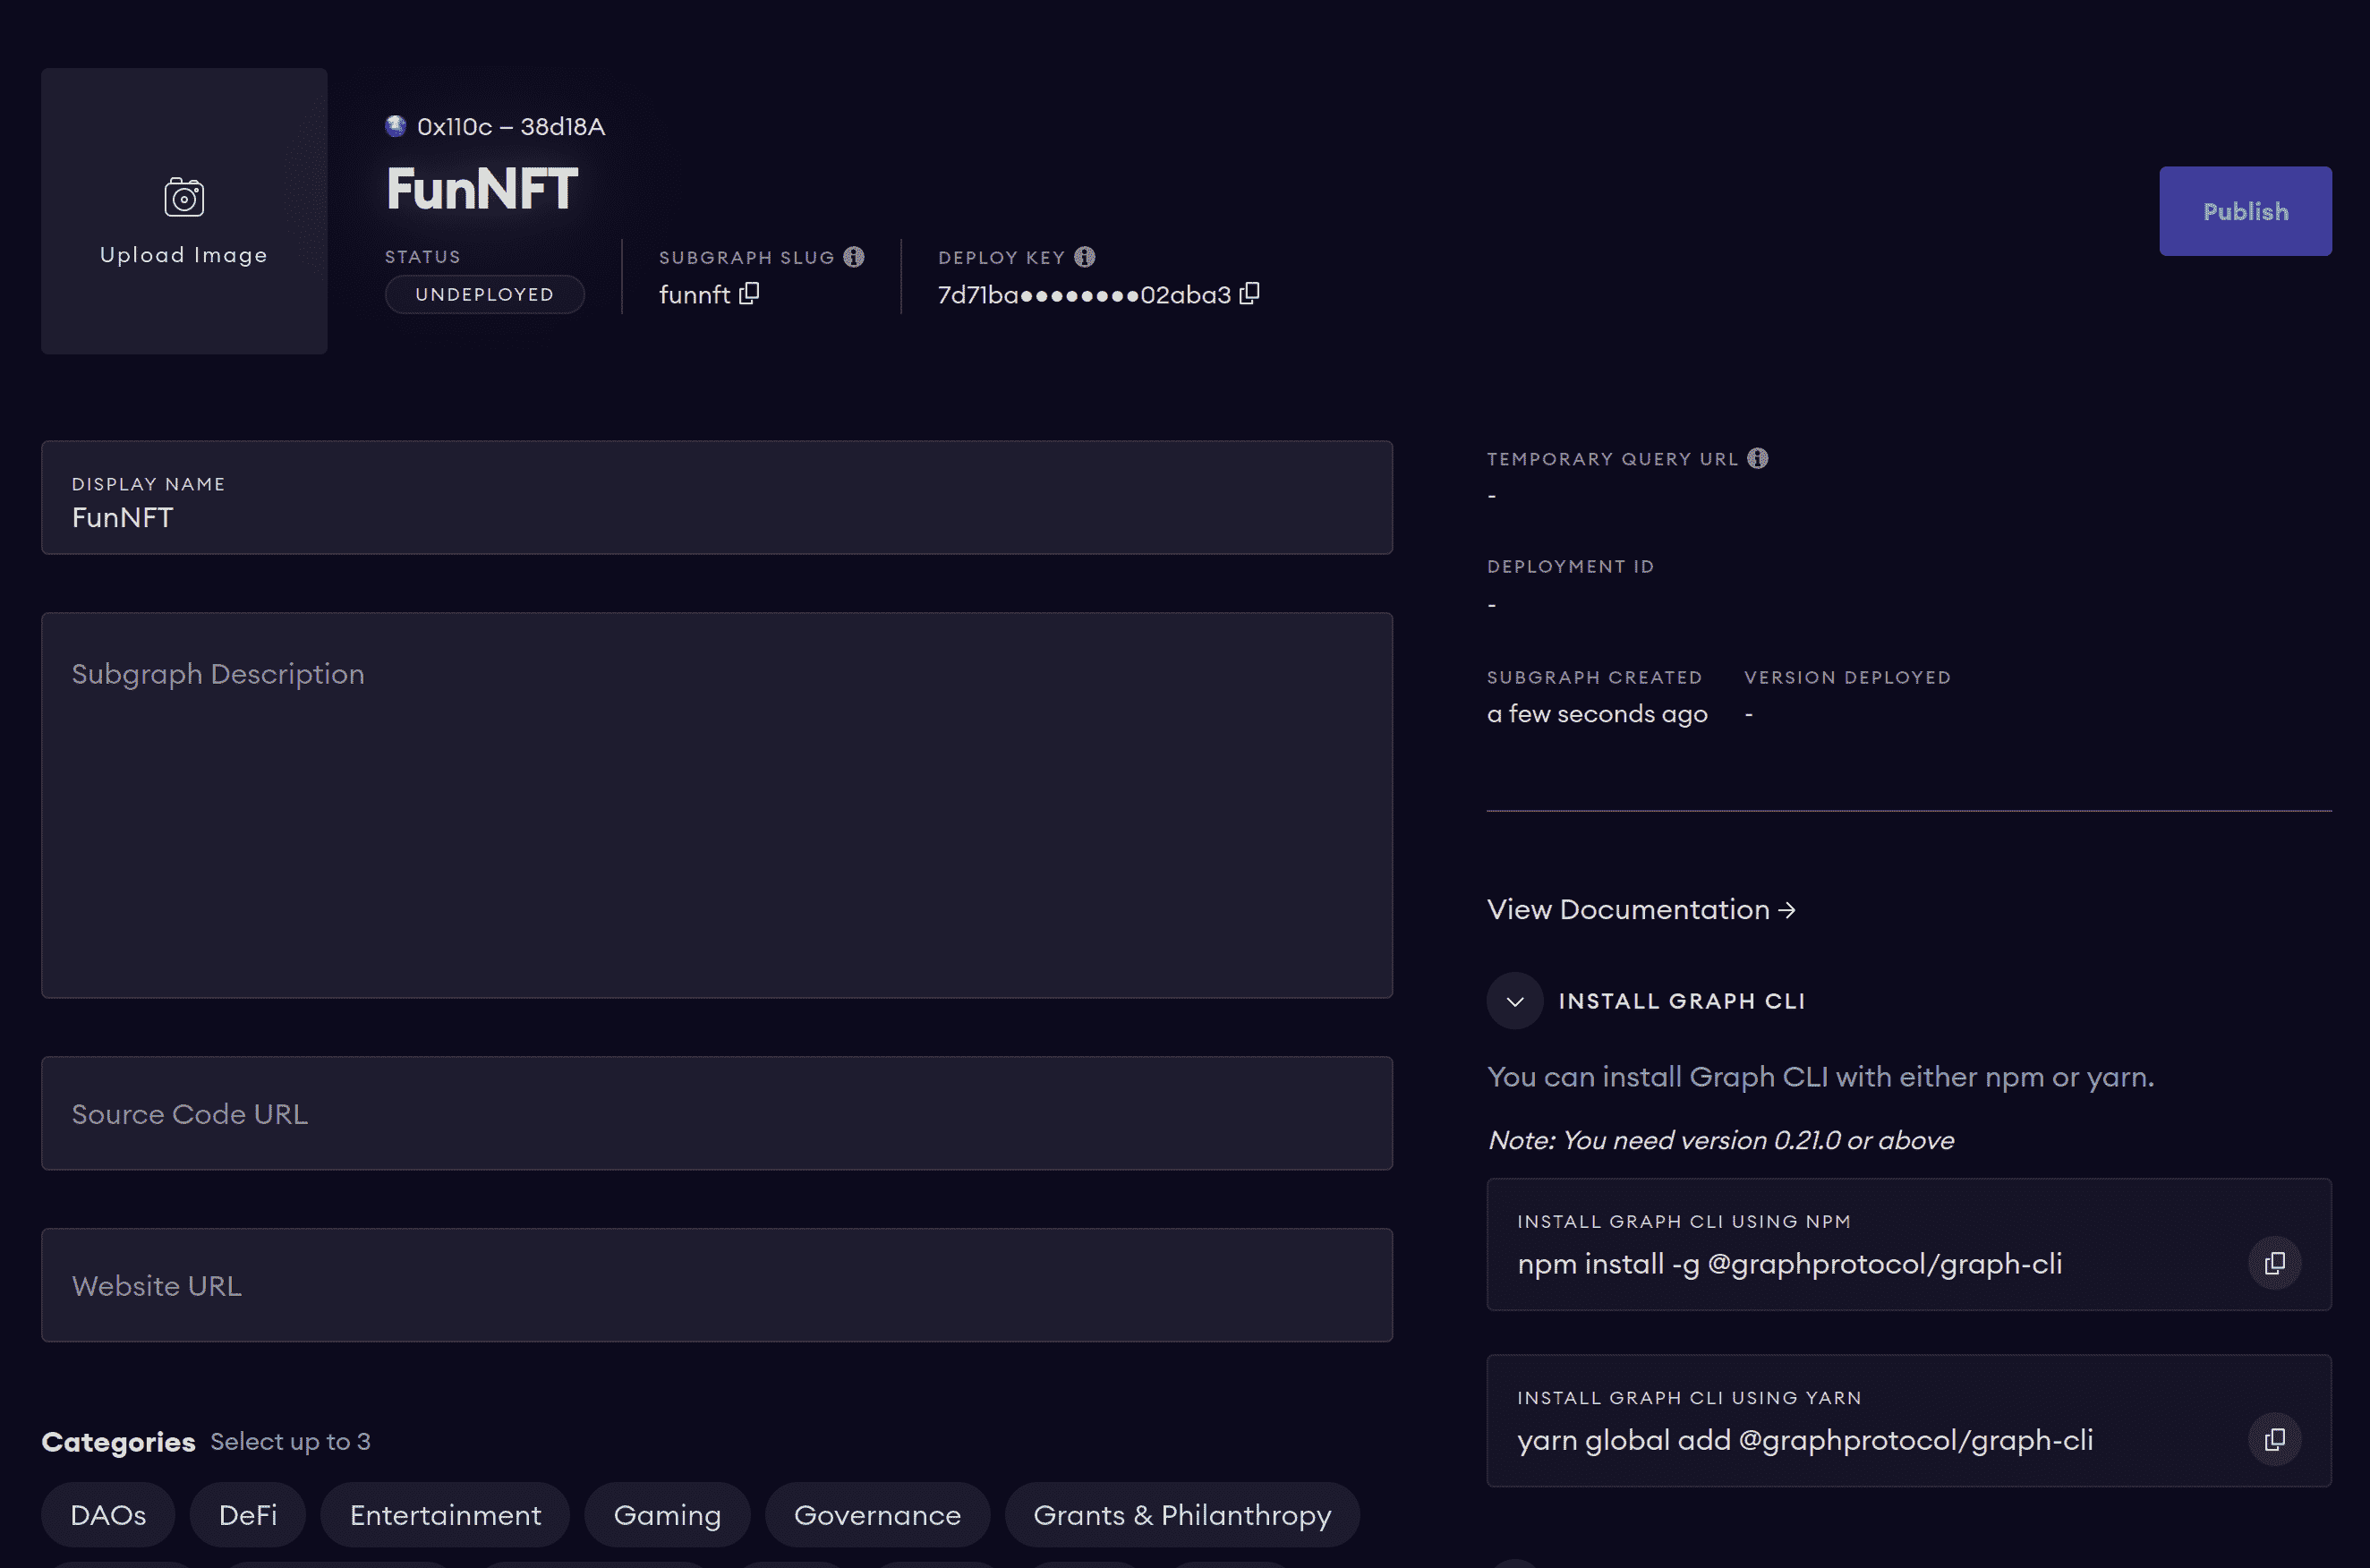 0x110c – 38d18A
FunNFT
Upload Image
STATUS
UNDEPLOYED
SUBGRAPH SLUG
funnft
DEPLOY KEY
7d71ba●●●●●●●●02aba3
Publish
DISPLAY NAME
FunNFT
Subgraph Description
Source Code URL
Website URL
Categories Select up to 3
DAOs
DeFi
Entertainment
Gaming
Governance
Grants & Philanthropy
TEMPORARY QUERY URL
-
DEPLOYMENT ID
-
SUBGRAPH CREATED
a few seconds ago
VERSION DEPLOYED
-
View Documentation →
INSTALL GRAPH CLI
You can install Graph CLI with either npm or yarn.
Note: You need version 0.21.0 or above
INSTALL GRAPH CLI USING NPM
npm install -g @graphprotocol/graph-cli
INSTALL GRAPH CLI USING YARN
yarn global add @graphprotocol/graph-cli